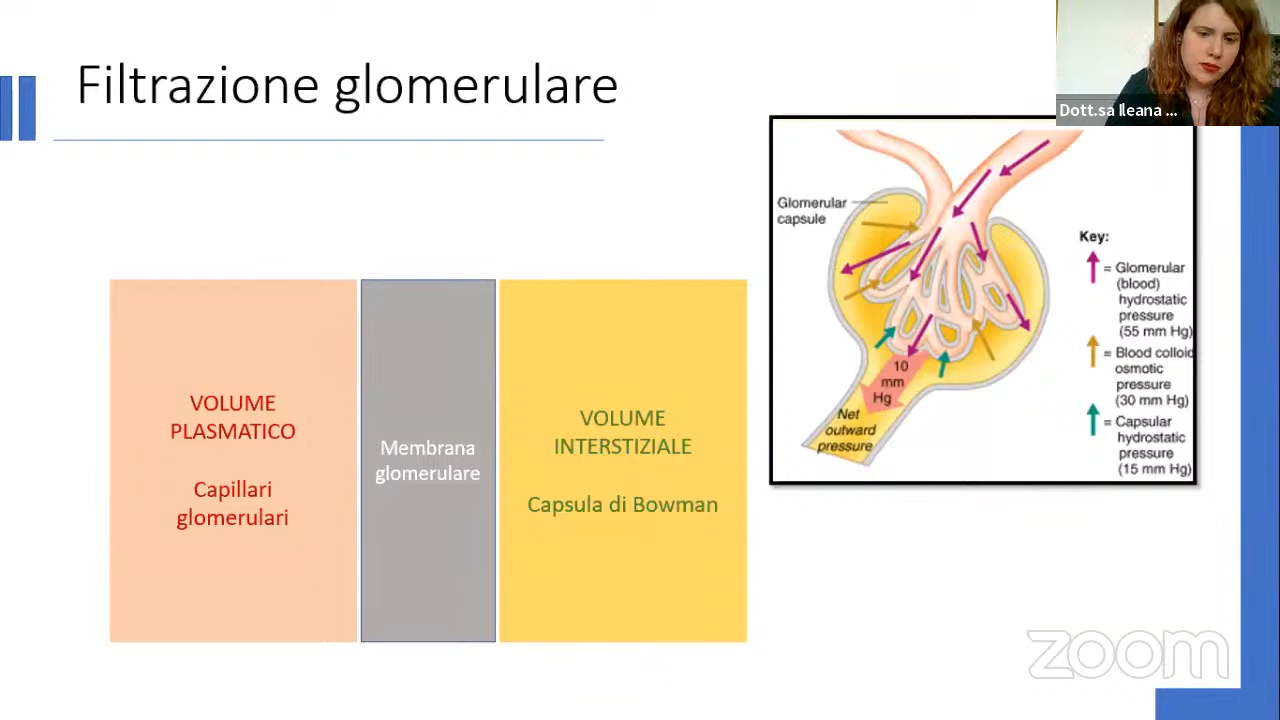 Filtrazione glomerulare
Dott.sa Ileana ...
VOLUME
PLASMATICO
Capillari
glomerulari
Membrana
glomerulare
VOLUME
INTERSTIZIALE
Capsula di Bowman
Glomerular
capsule
10
mm
Hg
Net
outward
pressure
Key:
= Glomerular
(blood)
hydrostatic
pressure
(55 mm Hg)
= Blood colloid
osmotic
pressure
(30 mm Hg)
= Capsular
hydrostatic
pressure
(15 mm Hg)
zoom